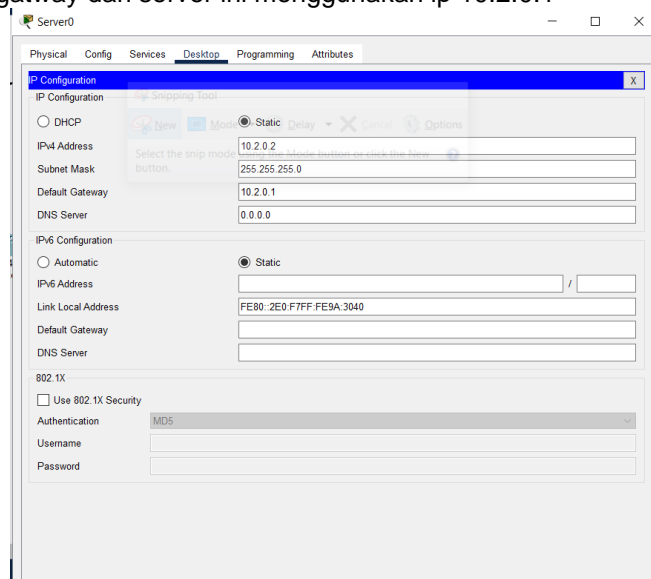 gatway dari server ini menggunakan ip 10.2.0.1
Server0
Physical Config Services Desktop Programming Attributes
IP Configuration X
IP Configuration
Snipping Tool
DHCP Static
New Mode Delay Cancel Options
IPv4 Address 10.2.0.2
Select the snip mode using the Mode button or click the New
button.
Subnet Mask 255.255.255.0
Default Gateway 10.2.0.1
DNS Server 0.0.0.0
IPv6 Configuration
Automatic Static
IPv6 Address /
Link Local Address FE80::2E0:F7FF:FE9A:3040
Default Gateway
DNS Server
802.1X
Use 802.1X Security
Authentication MD5
Username
Password